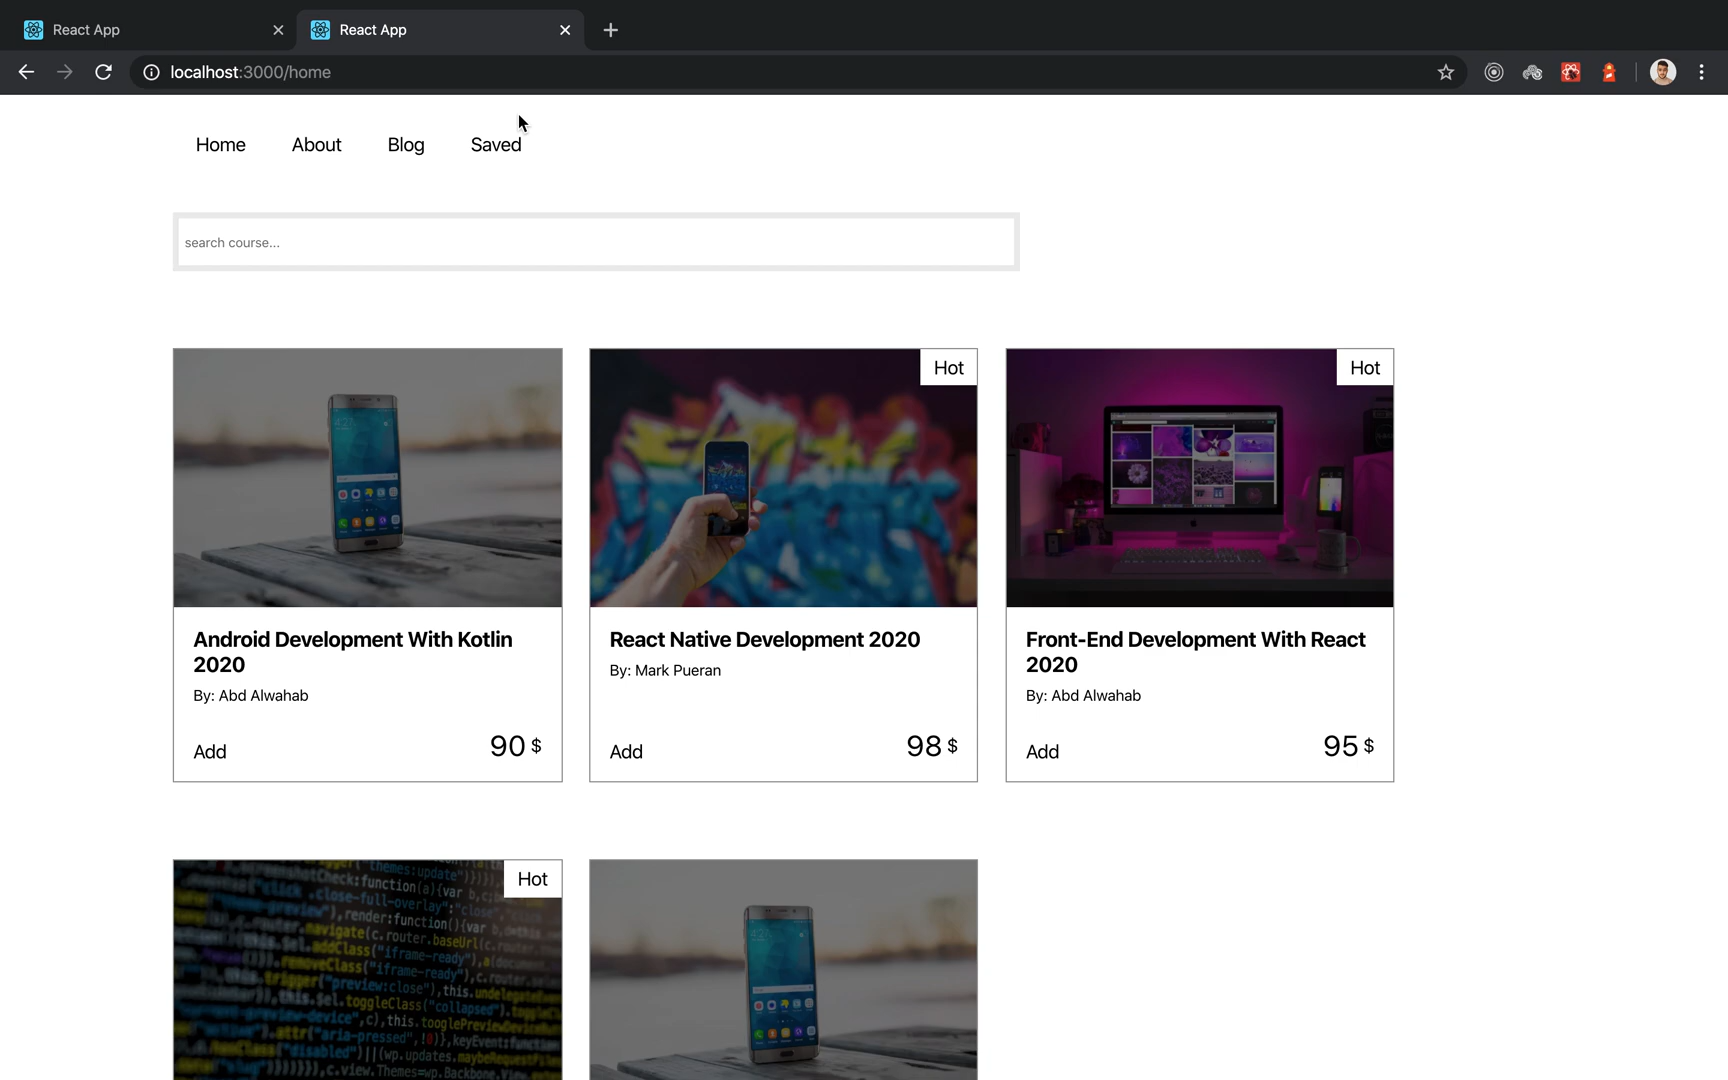 React App
React App
localhost:3000/home
Home About Blog Saved
search course...
Hot
Hot
Android Development With Kotlin
2020
By: Abd Alwahab
Add
90 $
React Native Development 2020
By: Mark Pueran
Add
98 $
Front-End Development With React
2020
By: Abd Alwahab
Add
95 $
Hot